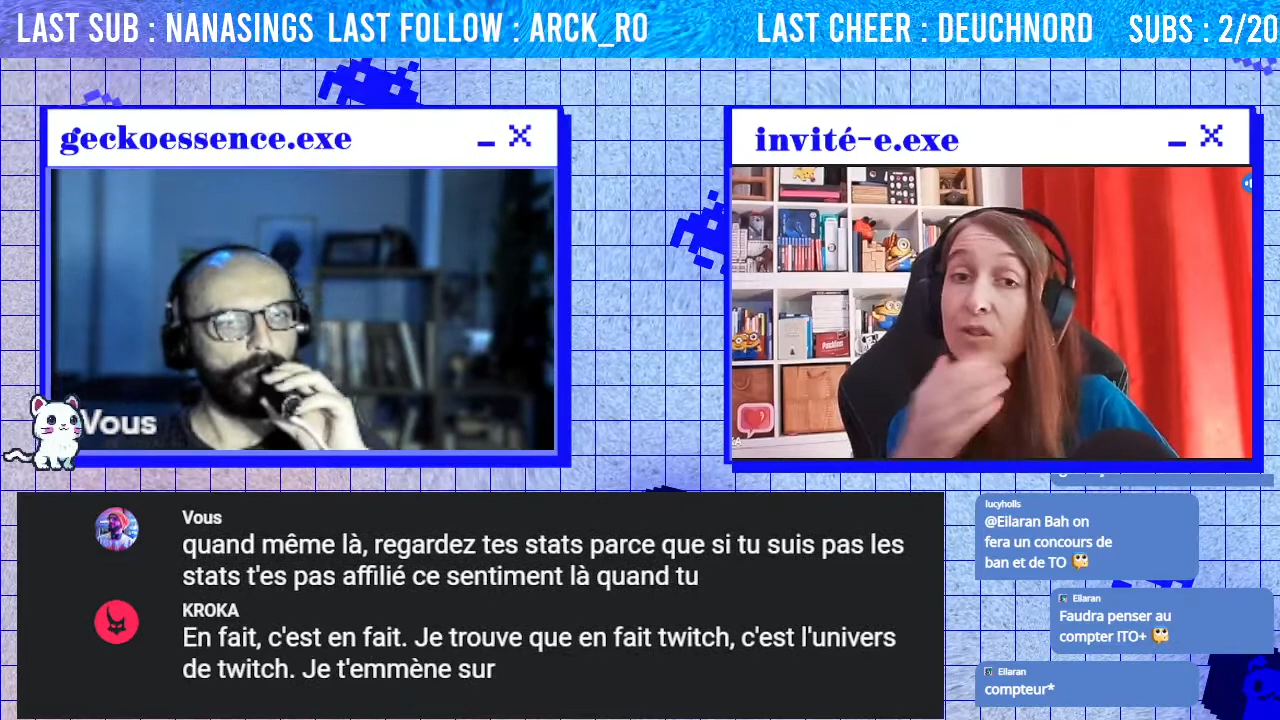 LAST SUB : NANASINGS LAST FOLLOW : ARCK_RO LAST CHEER : DEUCHNORD SUBS : 2/20
geckoessence.exe
invité-e.exe
Vous
Vous
quand même là, regardez tes stats parce que si tu suis pas les
stats t'es pas affilié ce sentiment là quand tu
KROKA
En fait, c'est en fait. Je trouve que en fait twitch, c'est l'univers
de twitch. Je t'emmène sur
lucyholls
@Eilaran Bah on
fera un concours de
ban et de TO
Eilaran
Faudra penser au
compter !TO+
Eilaran
compteur*